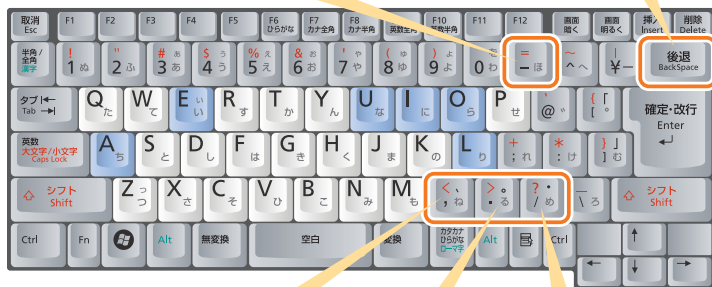 取消 Esc F1 F2 F3 F4 F5 F6 ひらがな F7 カナ全角 F8 カナ半角 英数全角 F10 英数半角 F11 F12 画面暗く 画面明るく 挿入 Insert 削除 Delete
半角/全角 漢字 ! 1 ぬ " 2 ふ # ぁ 3 あ $ ぅ 4 う % ぇ 5 え & ぉ 6 お ' ゃ 7 や ( ゅ 8 ゆ ) ょ 9 よ を 0 わ = - ほ ~ ^ へ ¥ ー 後退 BackSpace
タブ Tab Q た W て E ぃ い R す T か Y ん U な I に O ら P せ ` @ ゛ { 「 [ ゜ 確定・改行 Enter
英数 大文字/小文字 Caps Lock A ち S と D し F は G き H く J ま K の L り + ; れ * : け } 」 ] む
シフト Shift Z っ つ X さ C そ V ひ B こ N み M も < 、 , ね > 。 . る ? ・ / め _ \ ろ シフト Shift
Ctrl Fn Alt 無変換 空白 変換 カタカナ ひらがな ローマ字 Alt Ctrl ↑
← ↓ →